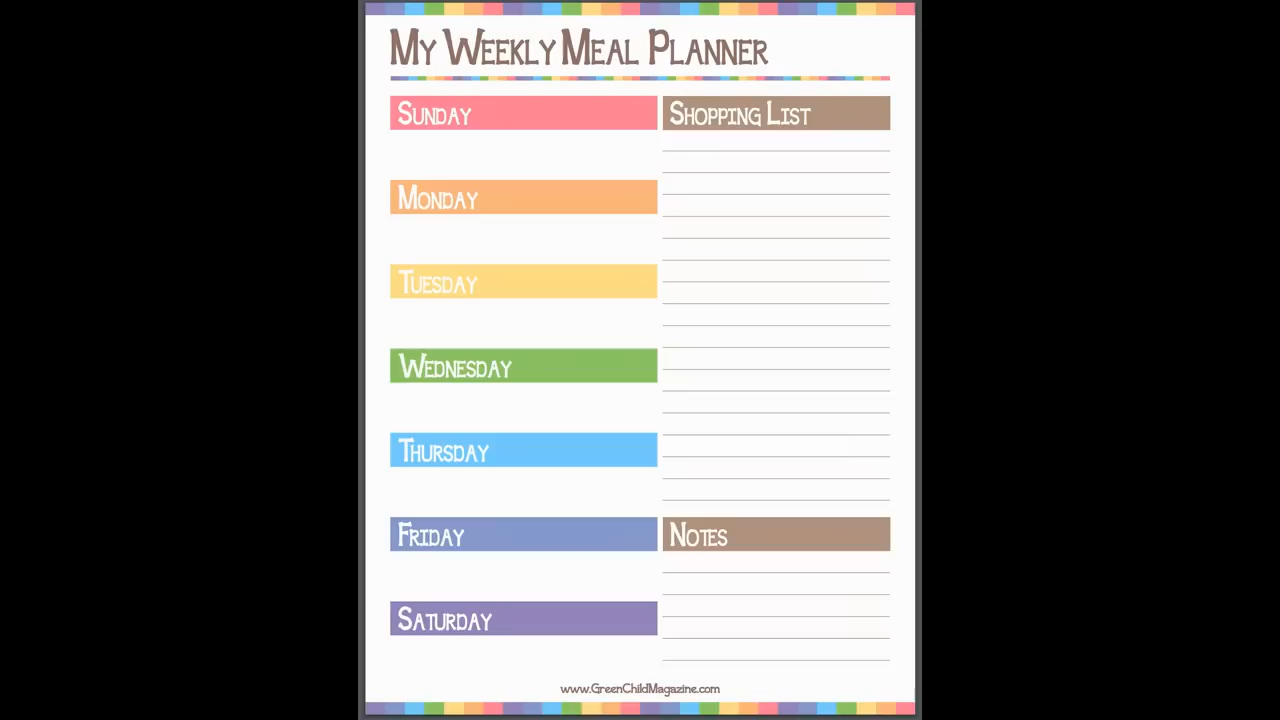 My Weekly Meal Planner
Sunday
Monday
Tuesday
Wednesday
Thursday
Friday
Saturday
Shopping List
Notes
www.GreenChildMagazine.com